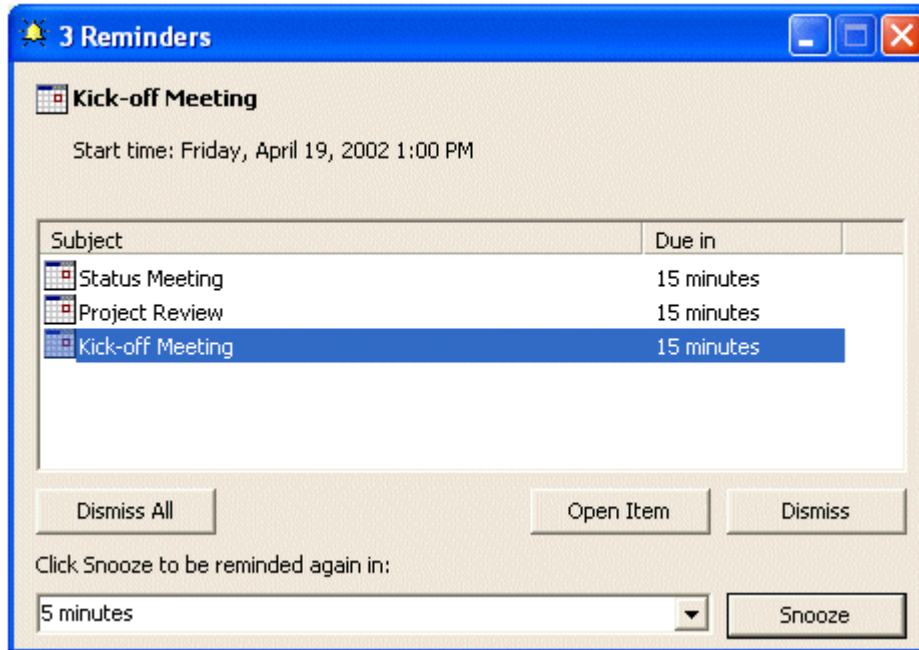 3 Reminders
Kick-off Meeting
Start time: Friday, April 19, 2002 1:00 PM
Subject Due in
Status Meeting 15 minutes
Project Review 15 minutes
Kick-off Meeting 15 minutes
Dismiss All Open Item Dismiss
Click Snooze to be reminded again in:
5 minutes Snooze